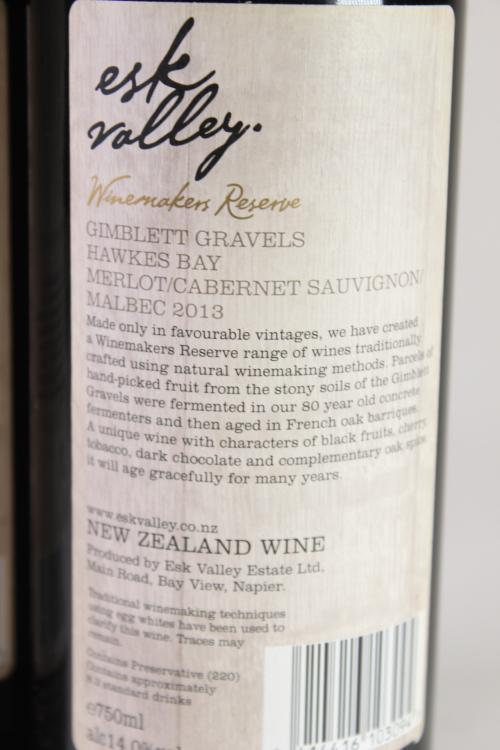 esk
valley.
Winemakers Reserve
GIMBLETT GRAVELS
HAWKES BAY
MERLOT/CABERNET SAUVIGNON/
MALBEC 2013
Made only in favourable vintages, we have created
a Winemakers Reserve range of wines traditionally
crafted using natural winemaking methods. Parcels of
hand-picked fruit from the stony soils of the Gimblett
Gravels were fermented in our 80 year old concrete
fermenters and then aged in French oak barriques.
A unique wine with characters of black fruits, cherry,
tobacco, dark chocolate and complementary oak spice,
it will age gracefully for many years.
www.eskvalley.co.nz
NEW ZEALAND WINE
Produced by Esk Valley Estate Ltd.
Main Road, Bay View, Napier.
Traditional winemaking techniques
using egg whites have been used to
clarify this wine. Traces may
remain.
Contains Preservative (220)
Contains approximately
8.3 standard drinks
e750ml
alc14.0%